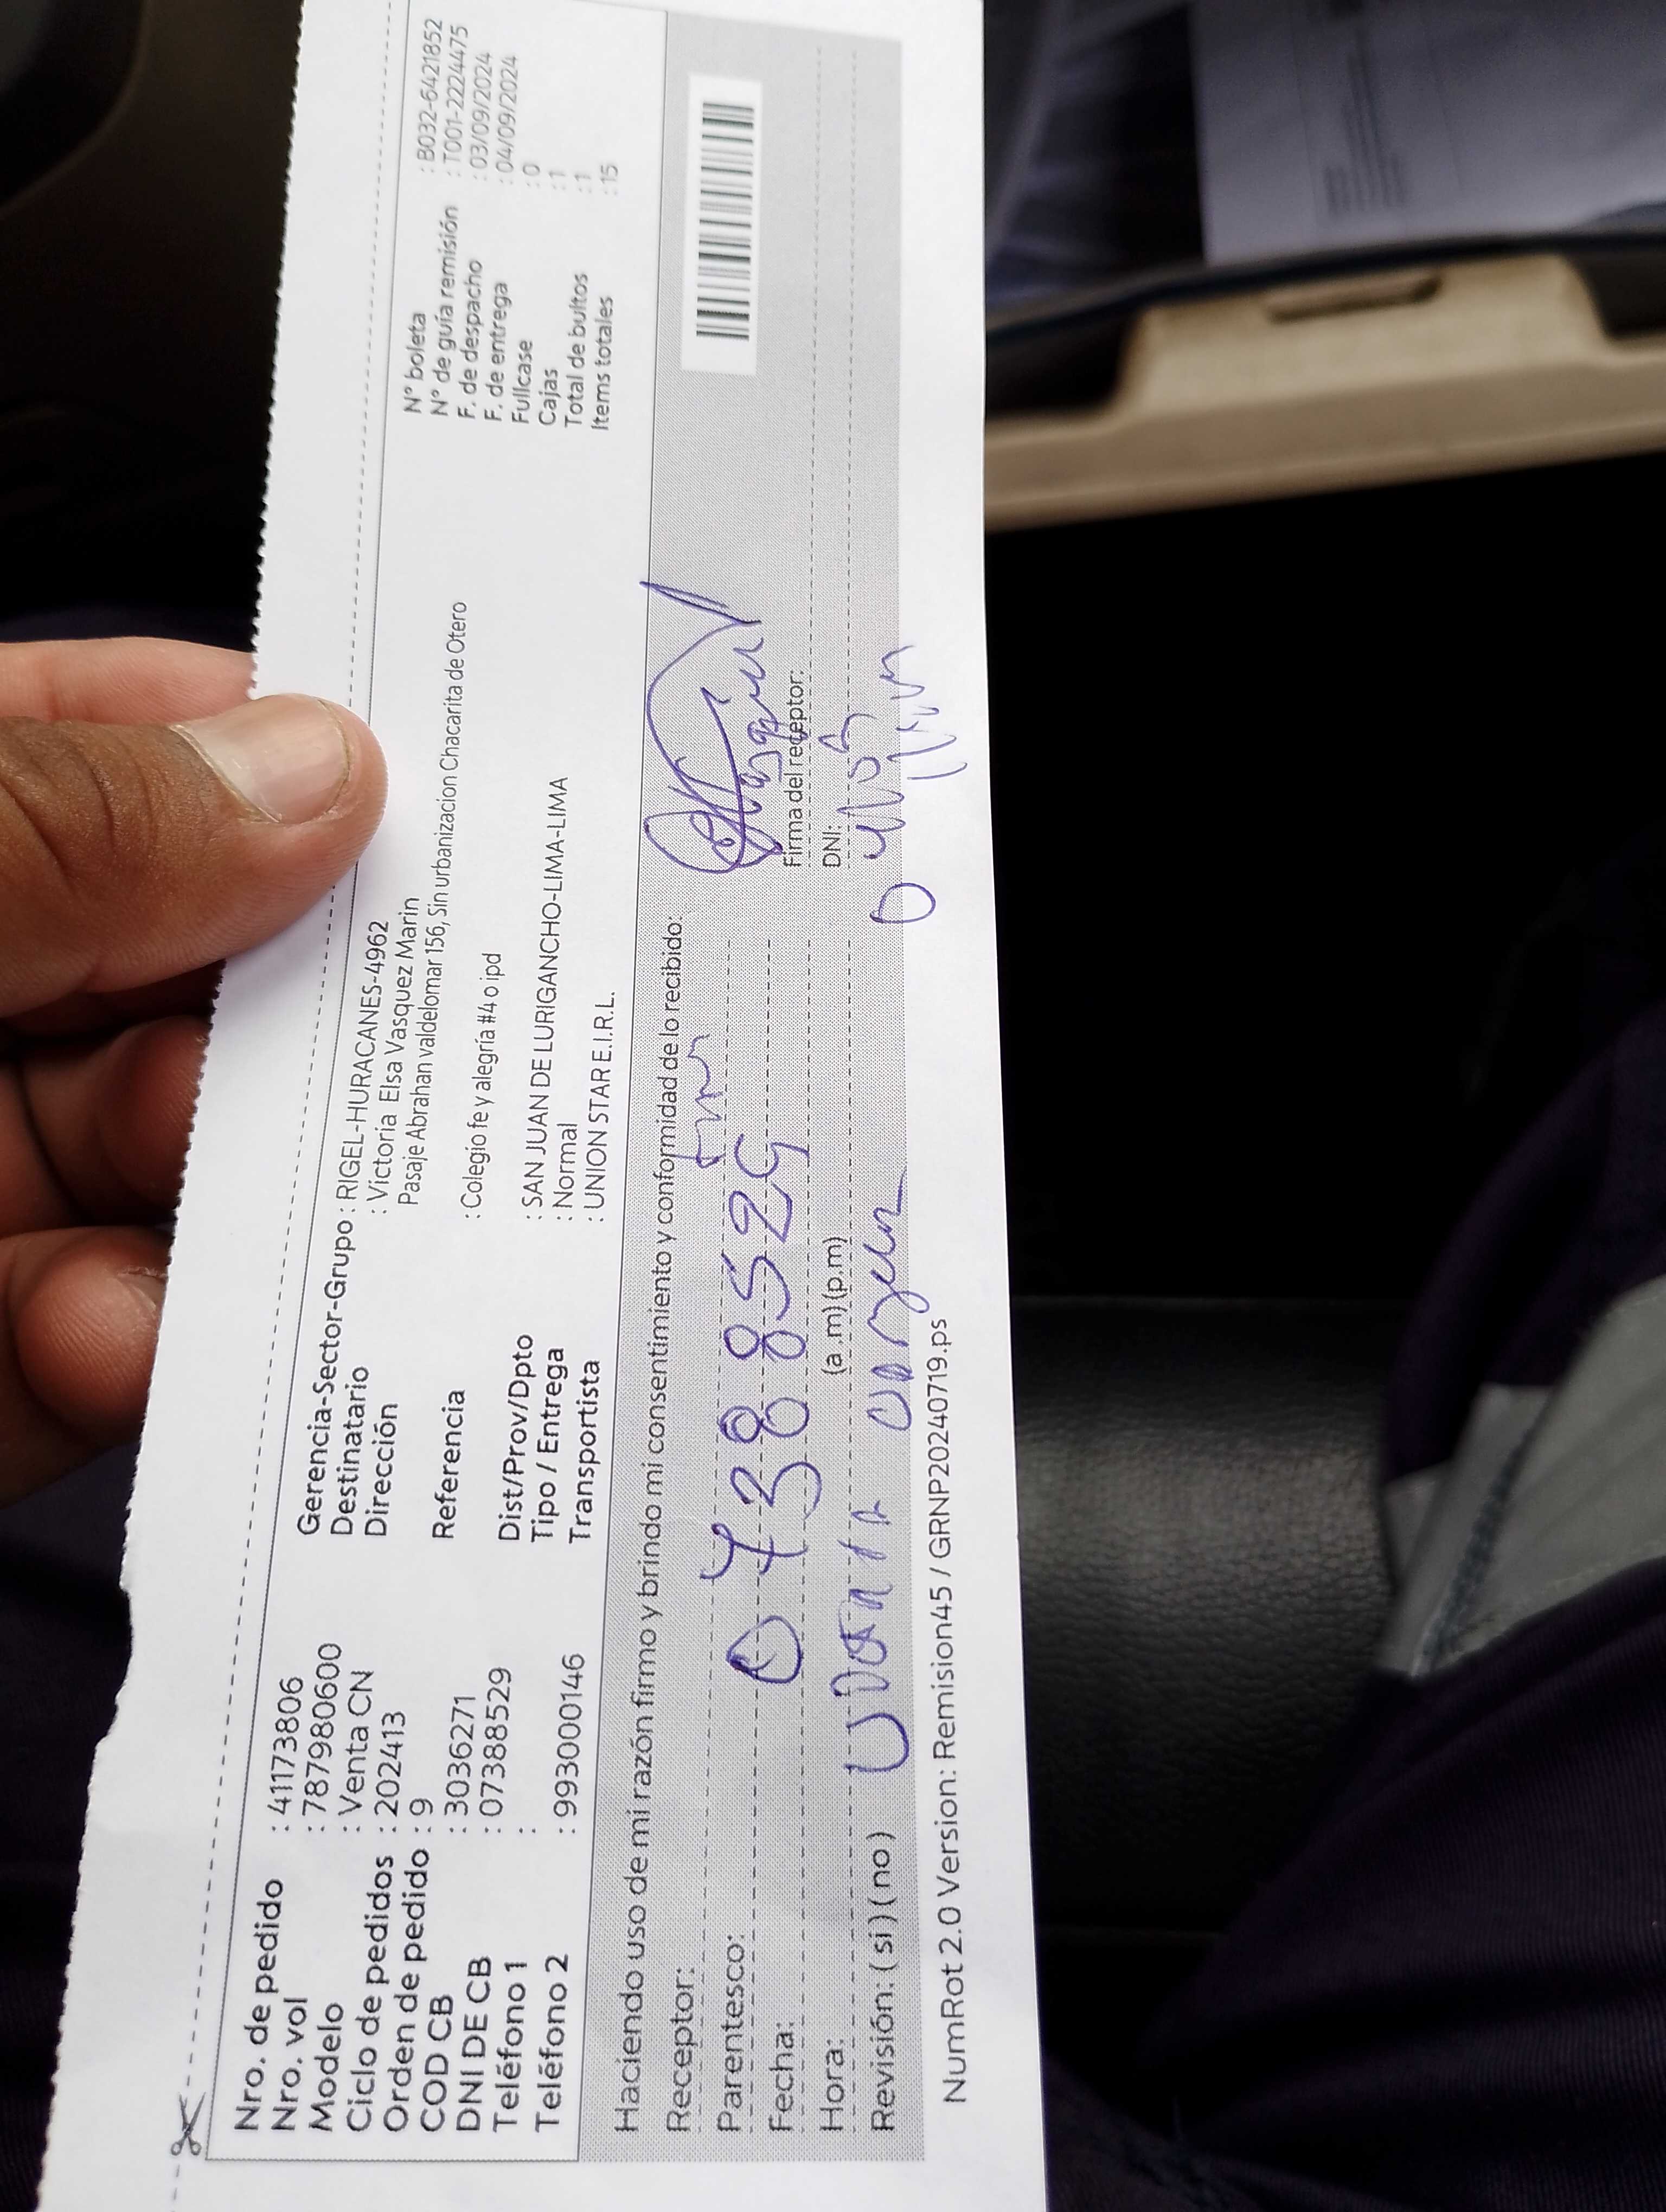 Nro. de pedido : 41173806
Nro. vol : 787980600
Modelo : Venta CN
Ciclo de pedidos : 202413
Orden de pedido : 9
COD CB : 3036271
DNI DE CB : 07388529
Teléfono 1 :
Teléfono 2 : 993000146
Gerencia-Sector-Grupo : RIGEL-HURACANES-4962
Destinatario : Victoria Elsa Vasquez Marin
Dirección Pasaje Abrahan valdelomar 156, Sin urbanizacion Chacarita de Otero
Referencia : Colegio fe y alegría #4 o ipd
Dist/Prov/Dpto : SAN JUAN DE LURIGANCHO-LIMA-LIMA
Tipo / Entrega : Normal
Transportista : UNION STAR E.I.R.L.
N° boleta : B032-6421852
N° de guía remisión : T001-2224475
F. de despacho : 03/09/2024
F. de entrega : 04/09/2024
Fullcase : 0
Cajas : 1
Total de bultos : 1
Items totales : 15
Haciendo uso de mi razón firmo y brindo mi consentimiento y conformidad de lo recibido:
Receptor:
Parentesco:
07388529
Fecha:
Firma del receptor:
Hora: (a .m) (p.m)
DNI:
Revisión: ( si ) ( no )
NumRot 2.0 Version: Remision45 / GRNP20240719.ps